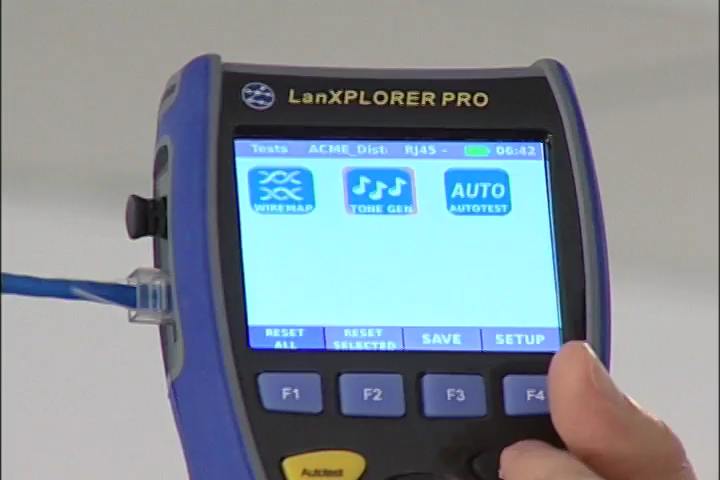 LanXPLORER PRO
Tests ACME_Dist: RJ45 - 06:42
AUTO
WIREMAP TONE GEN AUTOTEST
RESET ALL RESET SELECTED SAVE SETUP
F1 F2 F3 F4
Autotest